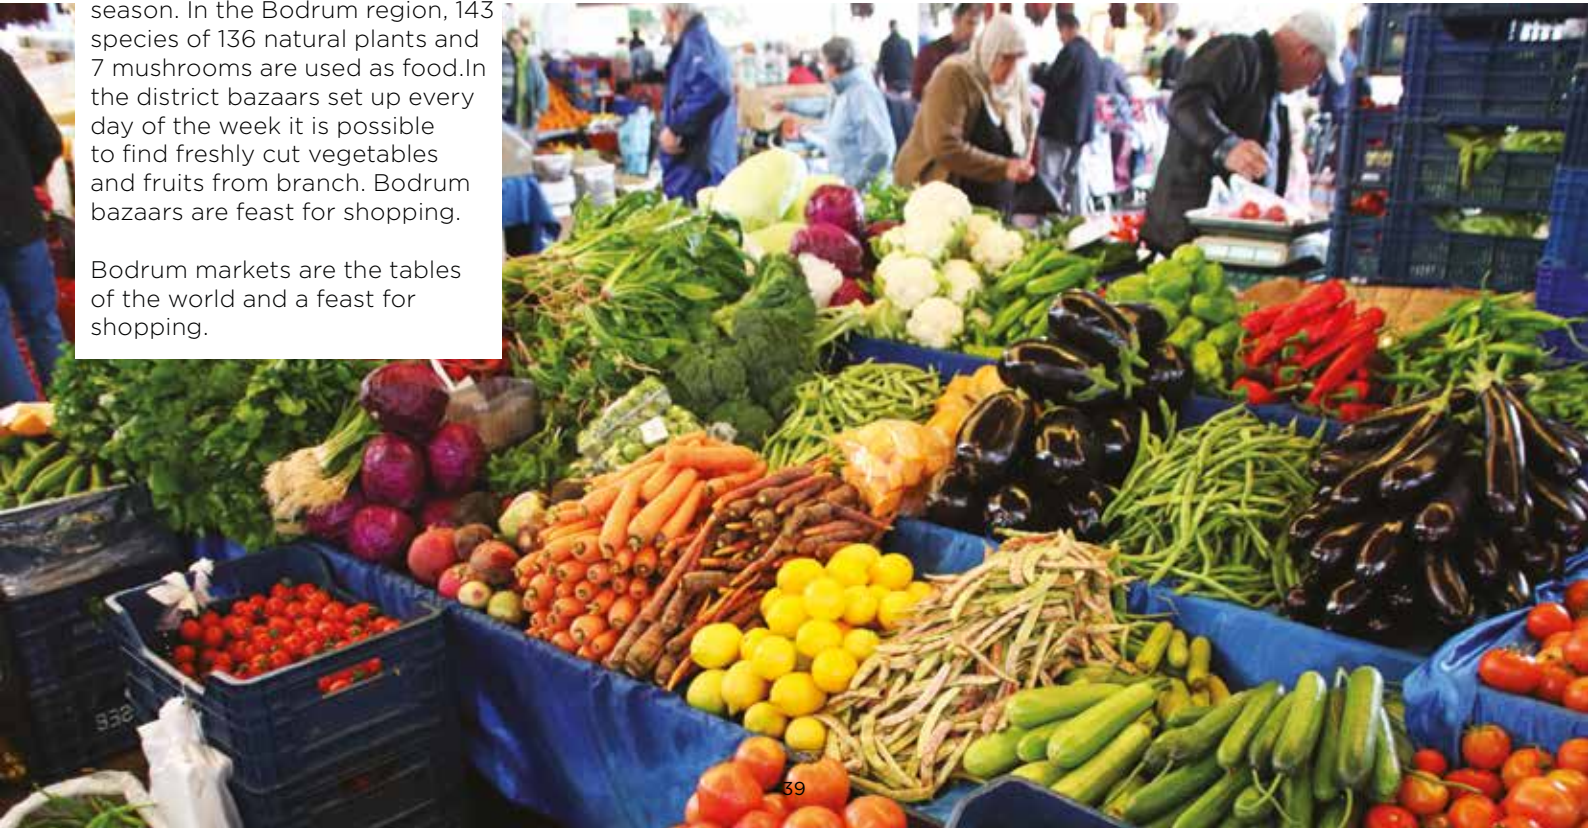 season. In the Bodrum region, 143
species of 136 natural plants and
7 mushrooms are used as food.In
the district bazaars set up every
day of the week it is possible
to find freshly cut vegetables
and fruits from branch. Bodrum
bazaars are feast for shopping.

Bodrum markets are the tables
of the world and a feast for
shopping.
39